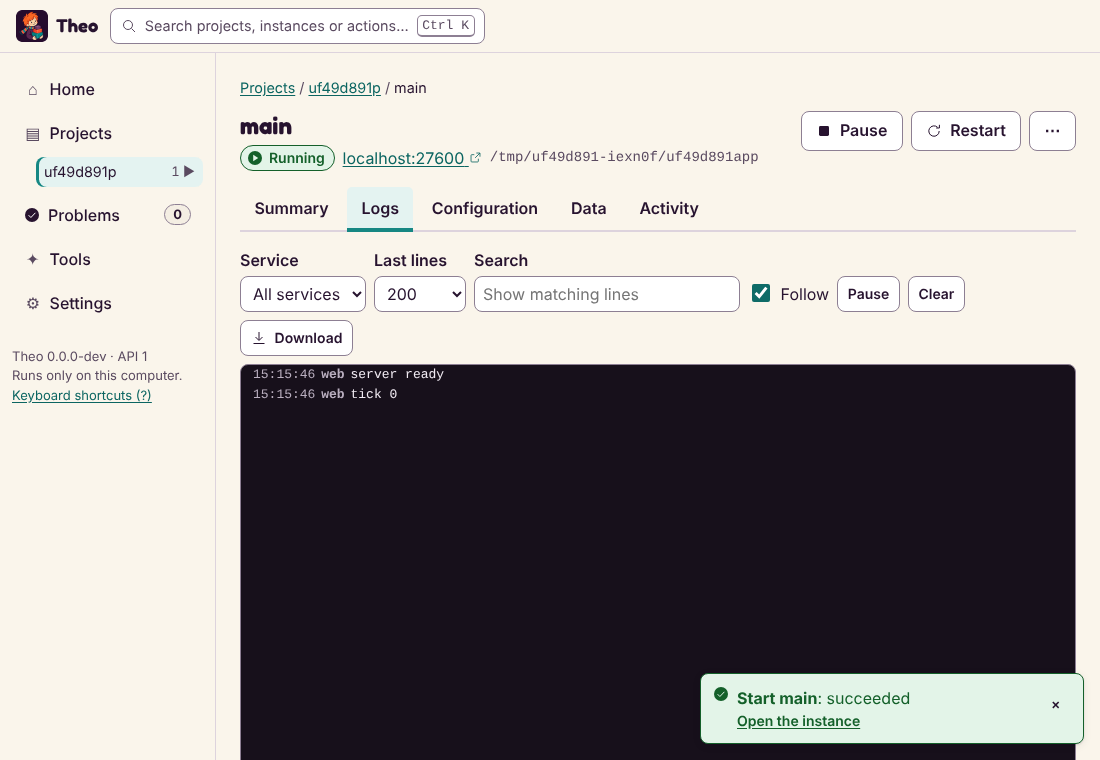 Theo
Search projects, instances or actions... Ctrl K
Home
Projects
uf49d891p 1
Problems 0
Tools
Settings
Theo 0.0.0-dev · API 1
Runs only on this computer.
Keyboard shortcuts (?)
Projects / uf49d891p / main
main
Pause Restart ...
Running localhost:27600 /tmp/uf49d891-iexn0f/uf49d891app
Summary Logs Configuration Data Activity
Service Last lines Search
All services 200 Show matching lines Follow Pause Clear
Download
15:15:46 web server ready
15:15:46 web tick 0
Start main: succeeded ×
Open the instance